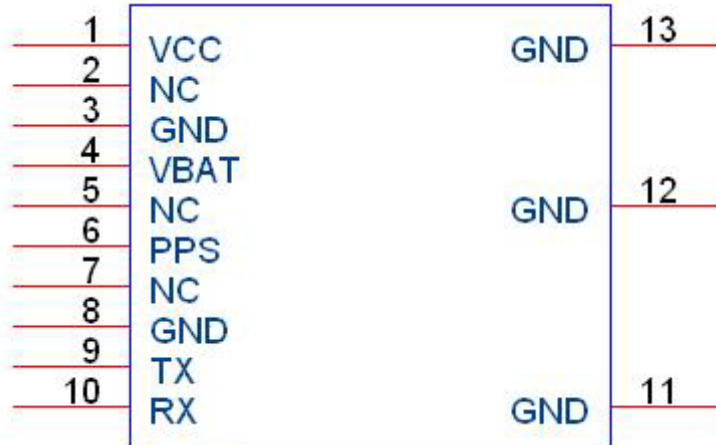 1 VCC GND 13
2 NC
3 GND
4 VBAT
5 NC GND 12
6 PPS
7 NC
8 GND
9 TX
10 RX GND 11